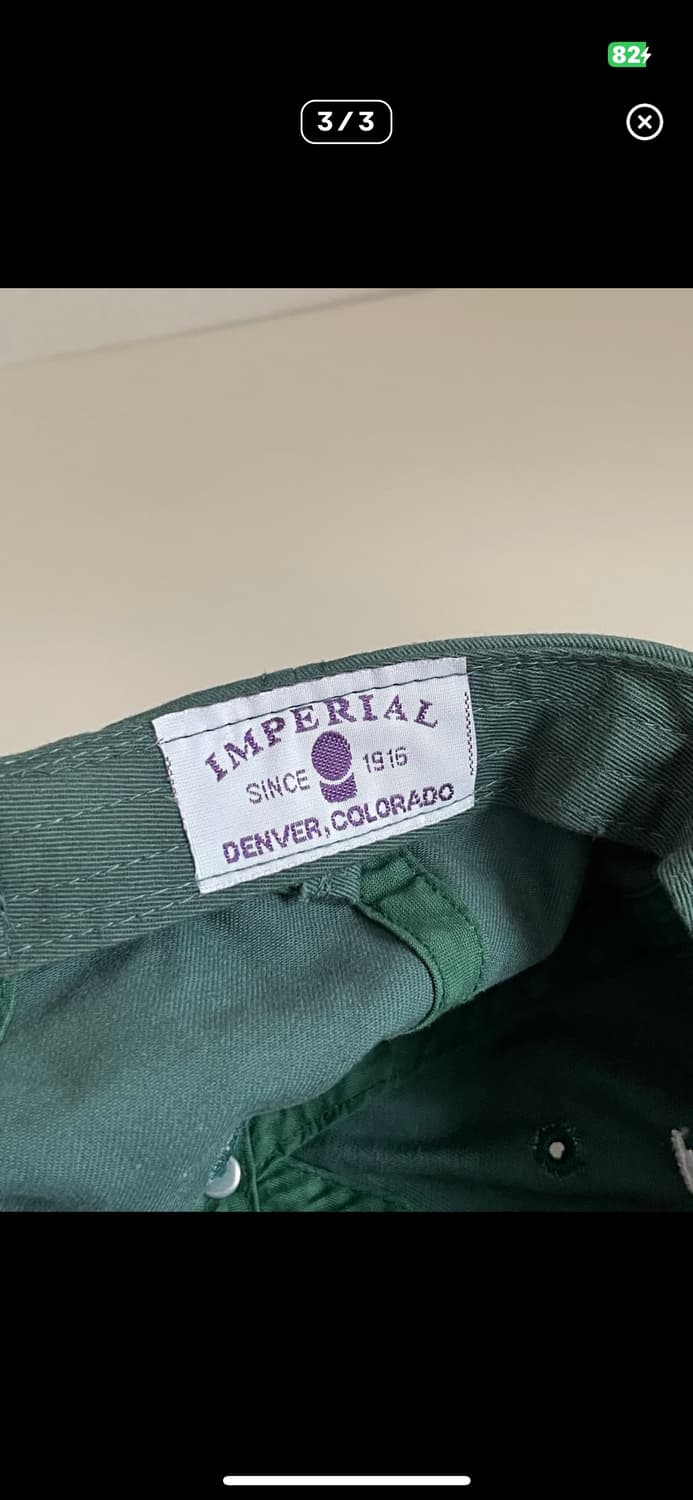 82
3/3
IMPERIAL
SINCE 1916
DENVER, COLORADO